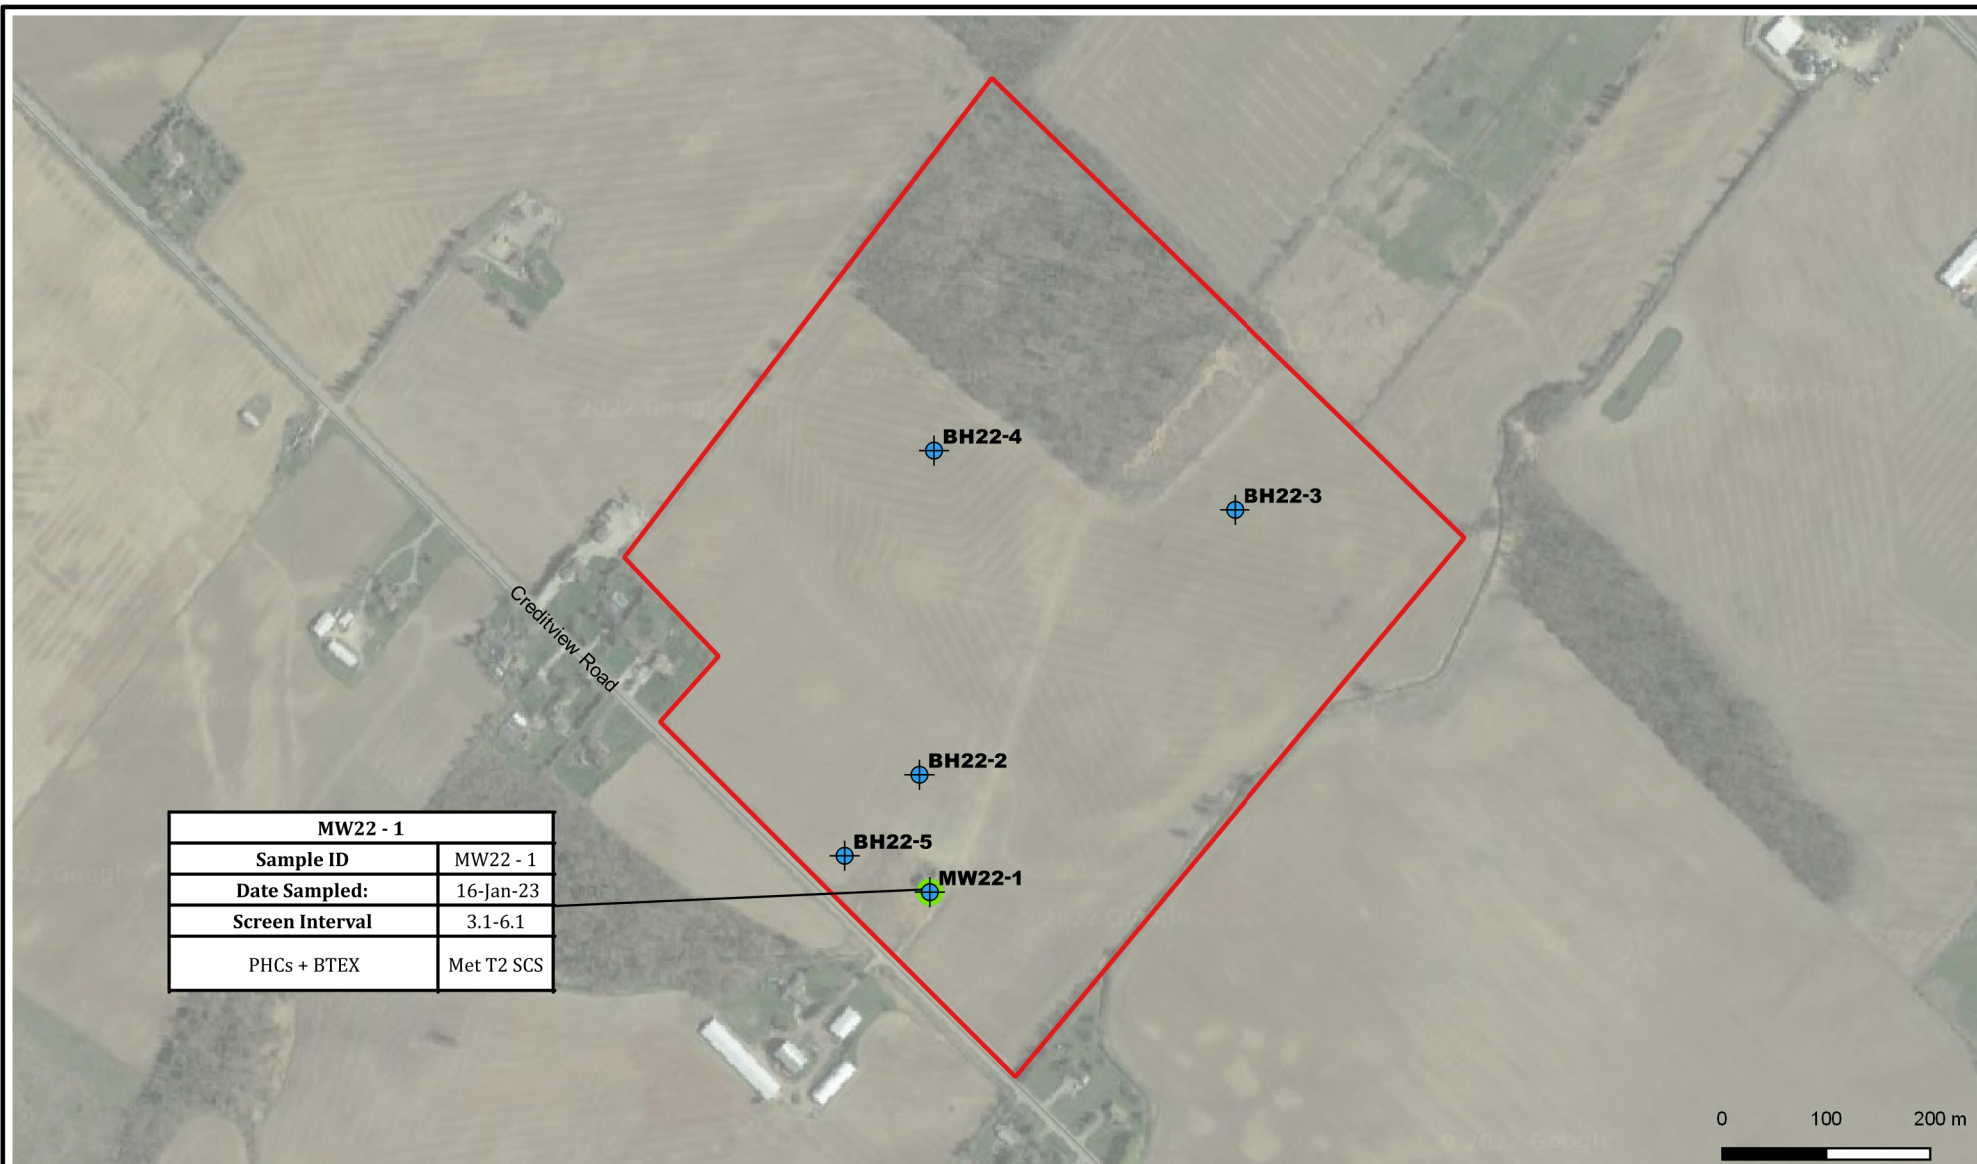 BH22-4
BH22-3
Creditview Road
BH22-2
BH22-5
MW22-1
MW22 - 1
Sample ID MW22 - 1
Date Sampled: 16-Jan-23
Screen Interval 3.1-6.1
PHCs + BTEX Met T2 SCS
0 100 200 m